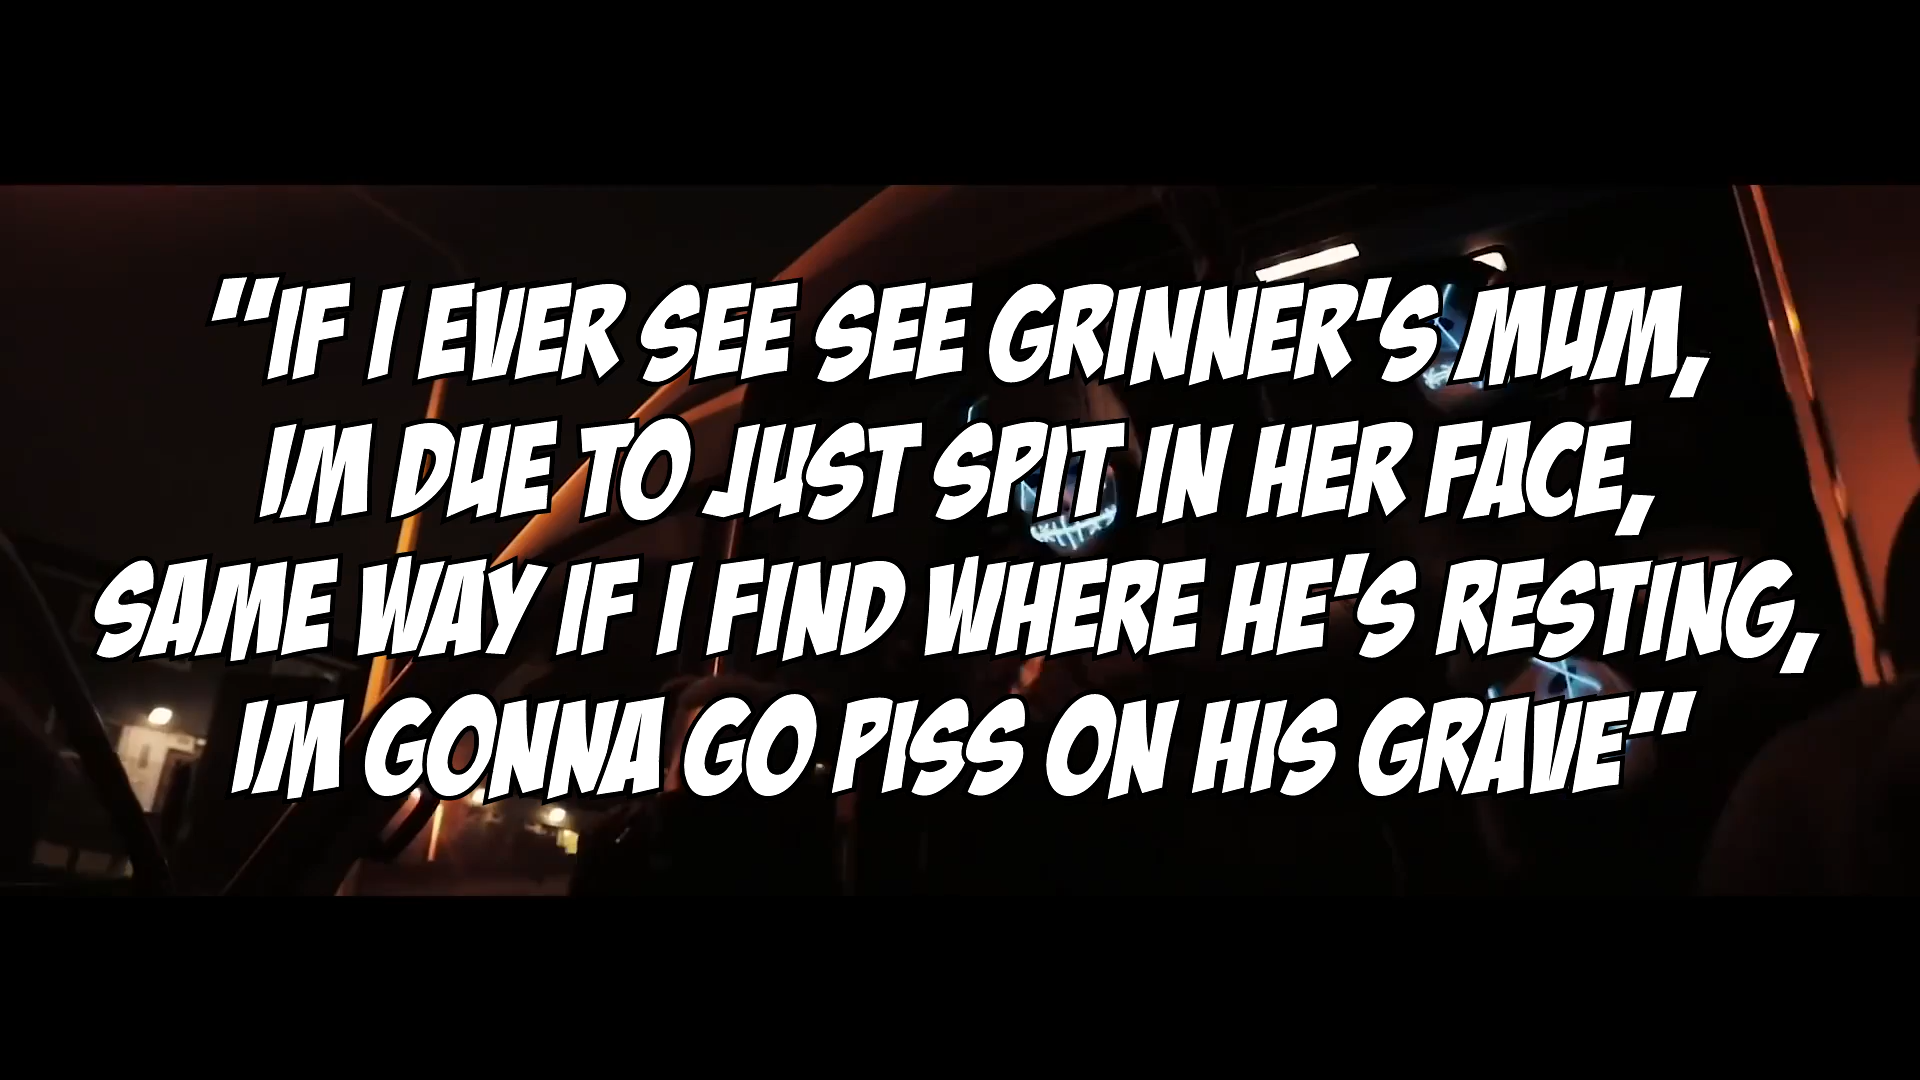 "IF I EVER SEE SEE GRINNER'S MUM,
IM DUE TO JUST SPIT IN HER FACE,
SAME WAY IF I FIND WHERE HE'S RESTING,
IM GONNA GO PISS ON HIS GRAVE"